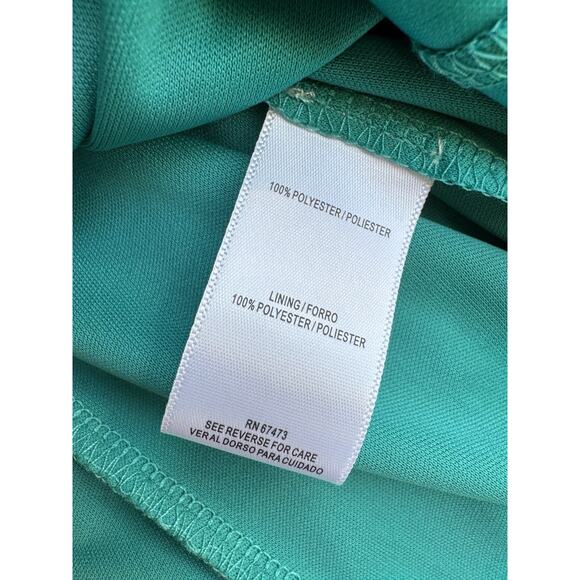 100% POLYESTER / POLIESTER
LINING / FORRO
100% POLYESTER / POLIESTER
RN 67473
SEE REVERSE FOR CARE
VER AL DORSO PARA CUIDADO